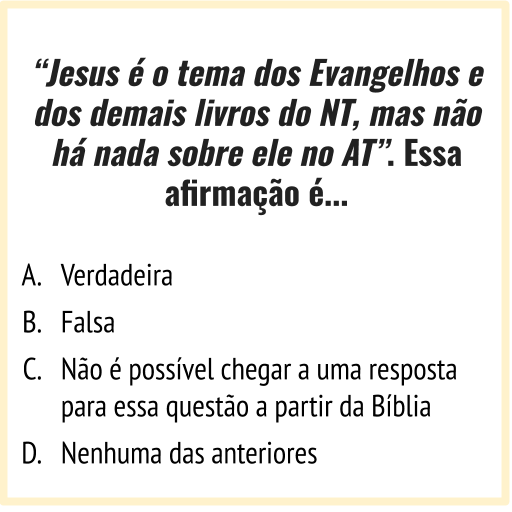 “Jesus é o tema dos Evangelhos e
dos demais livros do NT, mas não
há nada sobre ele no AT”. Essa
afirmação é...
A. Verdadeira
B. Falsa
C. Não é possível chegar a uma resposta
para essa questão a partir da Bíblia
D. Nenhuma das anteriores